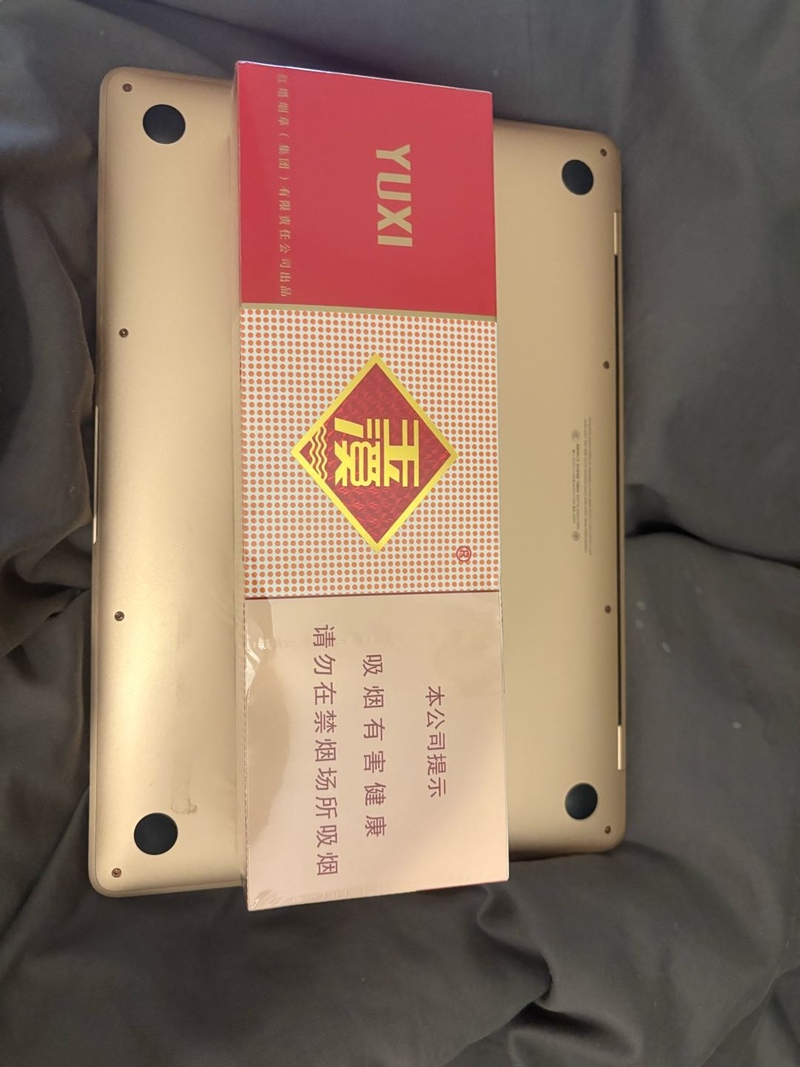 YUXI
红塔烟草(集团)有限责任公司出品
玉溪
®
本公司提示
吸烟有害健康
请勿在禁烟场所吸烟